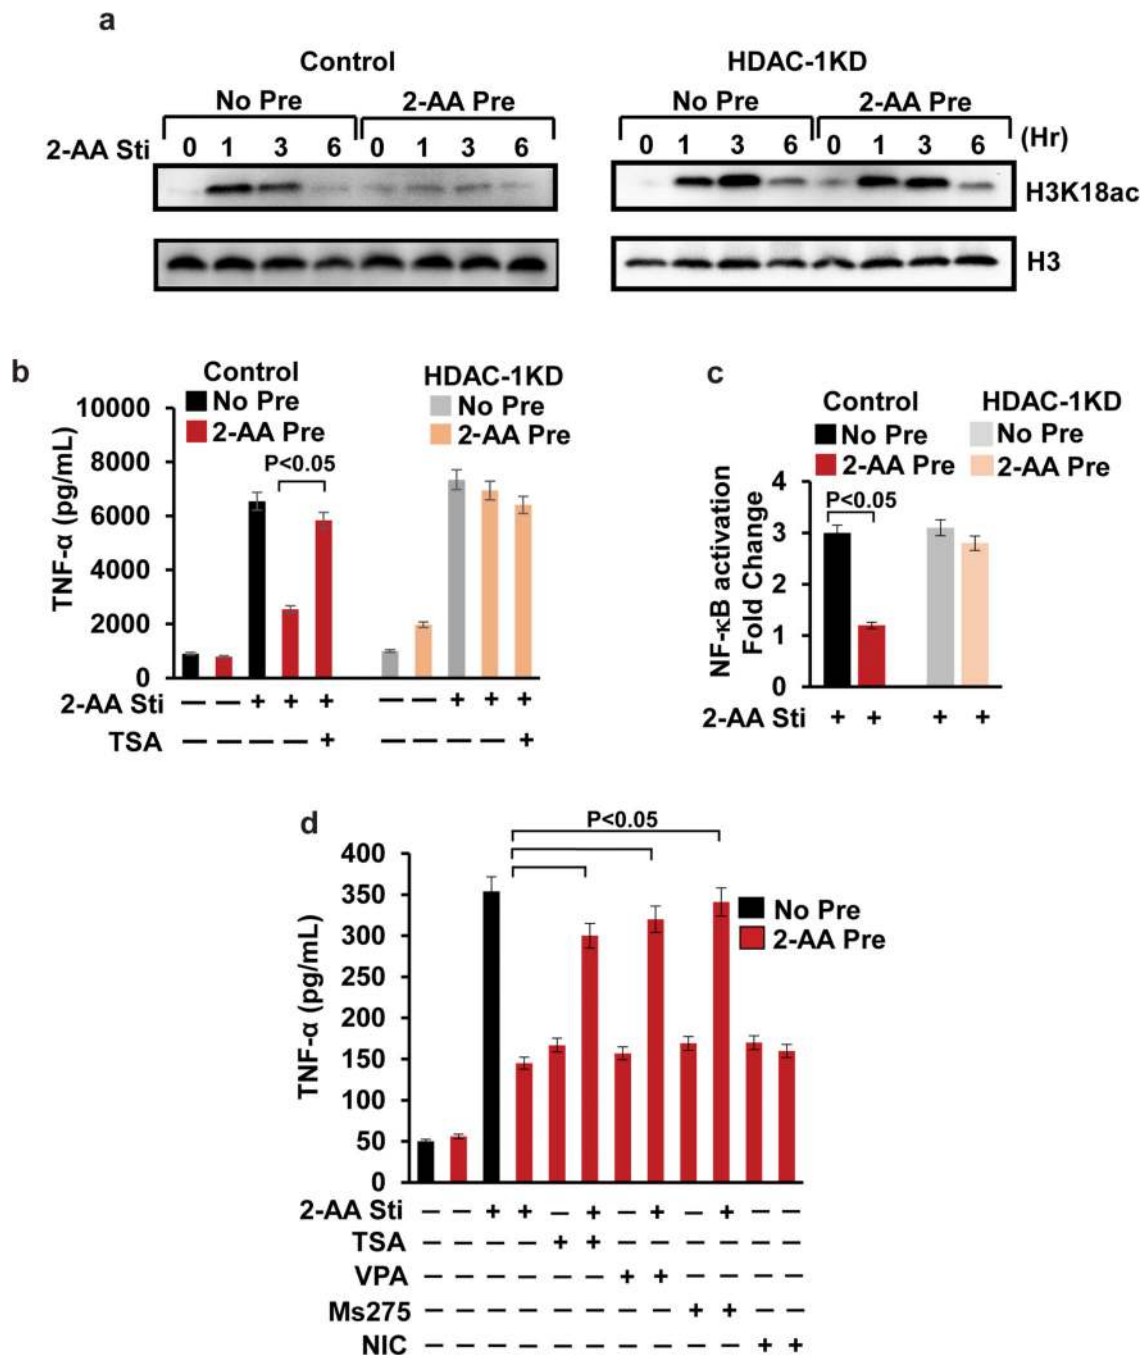 a
Control HDAC-1KD
No Pre 2-AA Pre No Pre 2-AA Pre
2-AA Sti 0 1 3 6 0 1 3 6 0 1 3 6 0 1 3 6 (Hr)
H3K18ac
H3
b
Control HDAC-1KD
No Pre No Pre
2-AA Pre 2-AA Pre
P<0.05
TNF-α (pg/mL)
10000
8000
6000
4000
2000
0
2-AA Sti — — + + + — — + + +
TSA — — — — + — — — — +
c
Control HDAC-1KD
No Pre No Pre
2-AA Pre 2-AA Pre
P<0.05
NF-κB activation
Fold Change
4
3
2
1
0
2-AA Sti + + + +
d
P<0.05
No Pre
2-AA Pre
TNF-α (pg/mL)
400
350
300
250
200
150
100
50
0
2-AA Sti — — + + — + — + — + — —
TSA — — — — + + — — — — — —
VPA — — — — — — + + — — — —
Ms275 — — — — — — — — + + — —
NIC — — — — — — — — — — + +